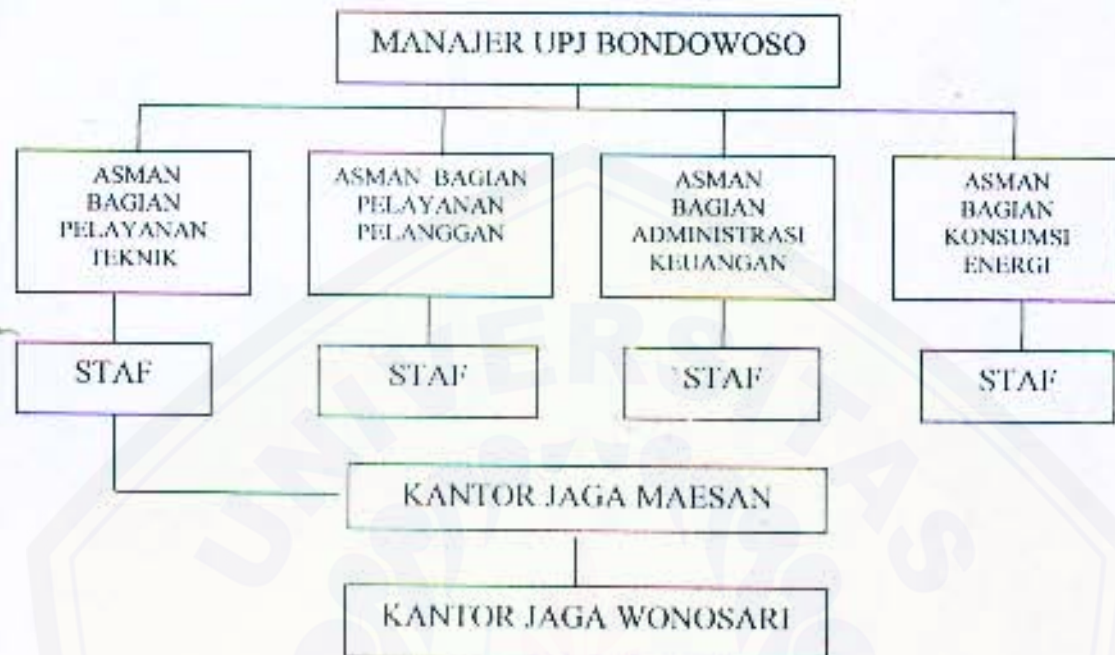 MANAJER UPJ BONDOWOSO
ASMAN
BAGIAN
PELAYANAN
TEKNIK
ASMAN BAGIAN
PELAYANAN
PELANGGAN
ASMAN
BAGIAN
ADMINISTRASI
KEUANGAN
ASMAN
BAGIAN
KONSUMSI
ENERGI
STAF
STAF
STAF
STAF
KANTOR JAGA MAESAN
KANTOR JAGA WONOSARI
UNIVERSITAS